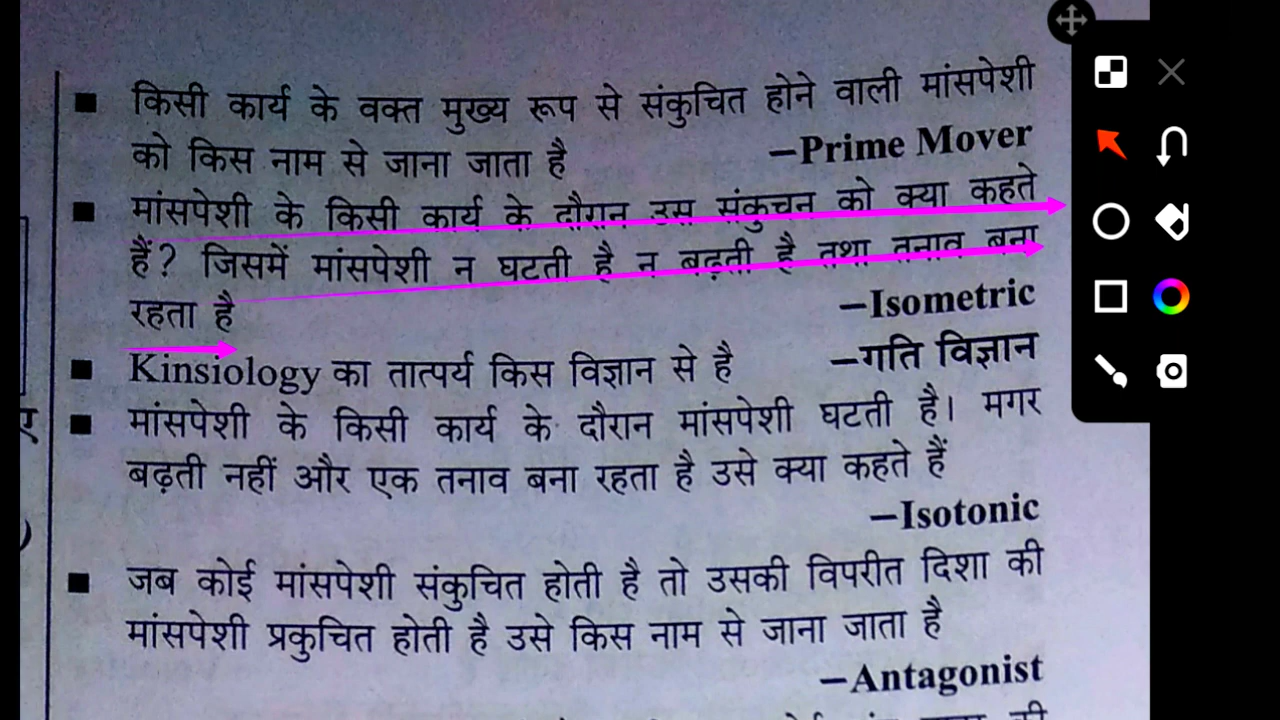 ■ किसी कार्य के वक्त मुख्य रूप से संकुचित होने वाली मांसपेशी
को किस नाम से जाना जाता है –Prime Mover
■ मांसपेशी के किसी कार्य के दौरान उस संकुचन को क्या कहते
हैं? जिसमें मांसपेशी न घटती है न बढ़ती है तथा तनाव बना
रहता है –Isometric
■ Kinsiology का तात्पर्य किस विज्ञान से है –गति विज्ञान
■ मांसपेशी के किसी कार्य के दौरान मांसपेशी घटती है। मगर
बढ़ती नहीं और एक तनाव बना रहता है उसे क्या कहते हैं
–Isotonic
■ जब कोई मांसपेशी संकुचित होती है तो उसकी विपरीत दिशा की
मांसपेशी प्रकुचित होती है उसे किस नाम से जाना जाता है
–Antagonist